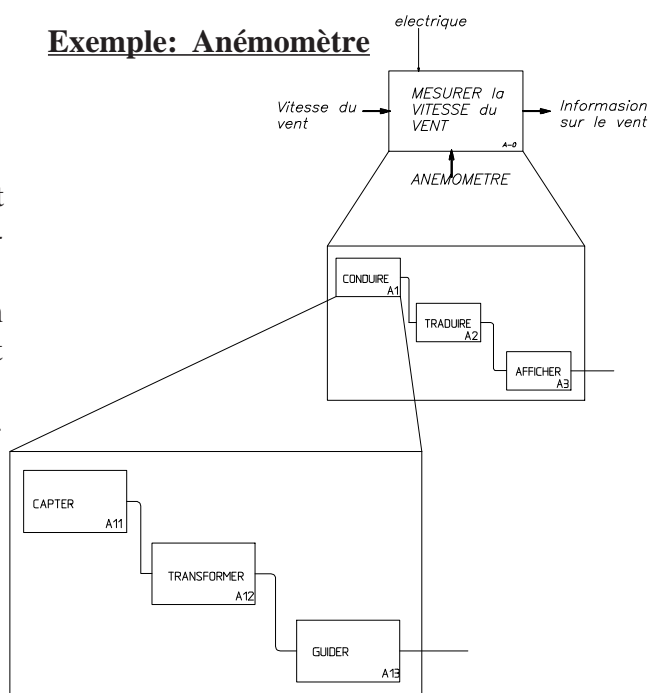 Exemple: Anémomètre
electrique
MESURER la
VITESSE du
VENT
A-0
Vitesse du
vent
Informasion
sur le vent
ANEMOMETRE
CONDUIRE
A1
TRADUIRE
A2
AFFICHER
A3
CAPTER
A11
TRANSFORMER
A12
GUIDER
A13